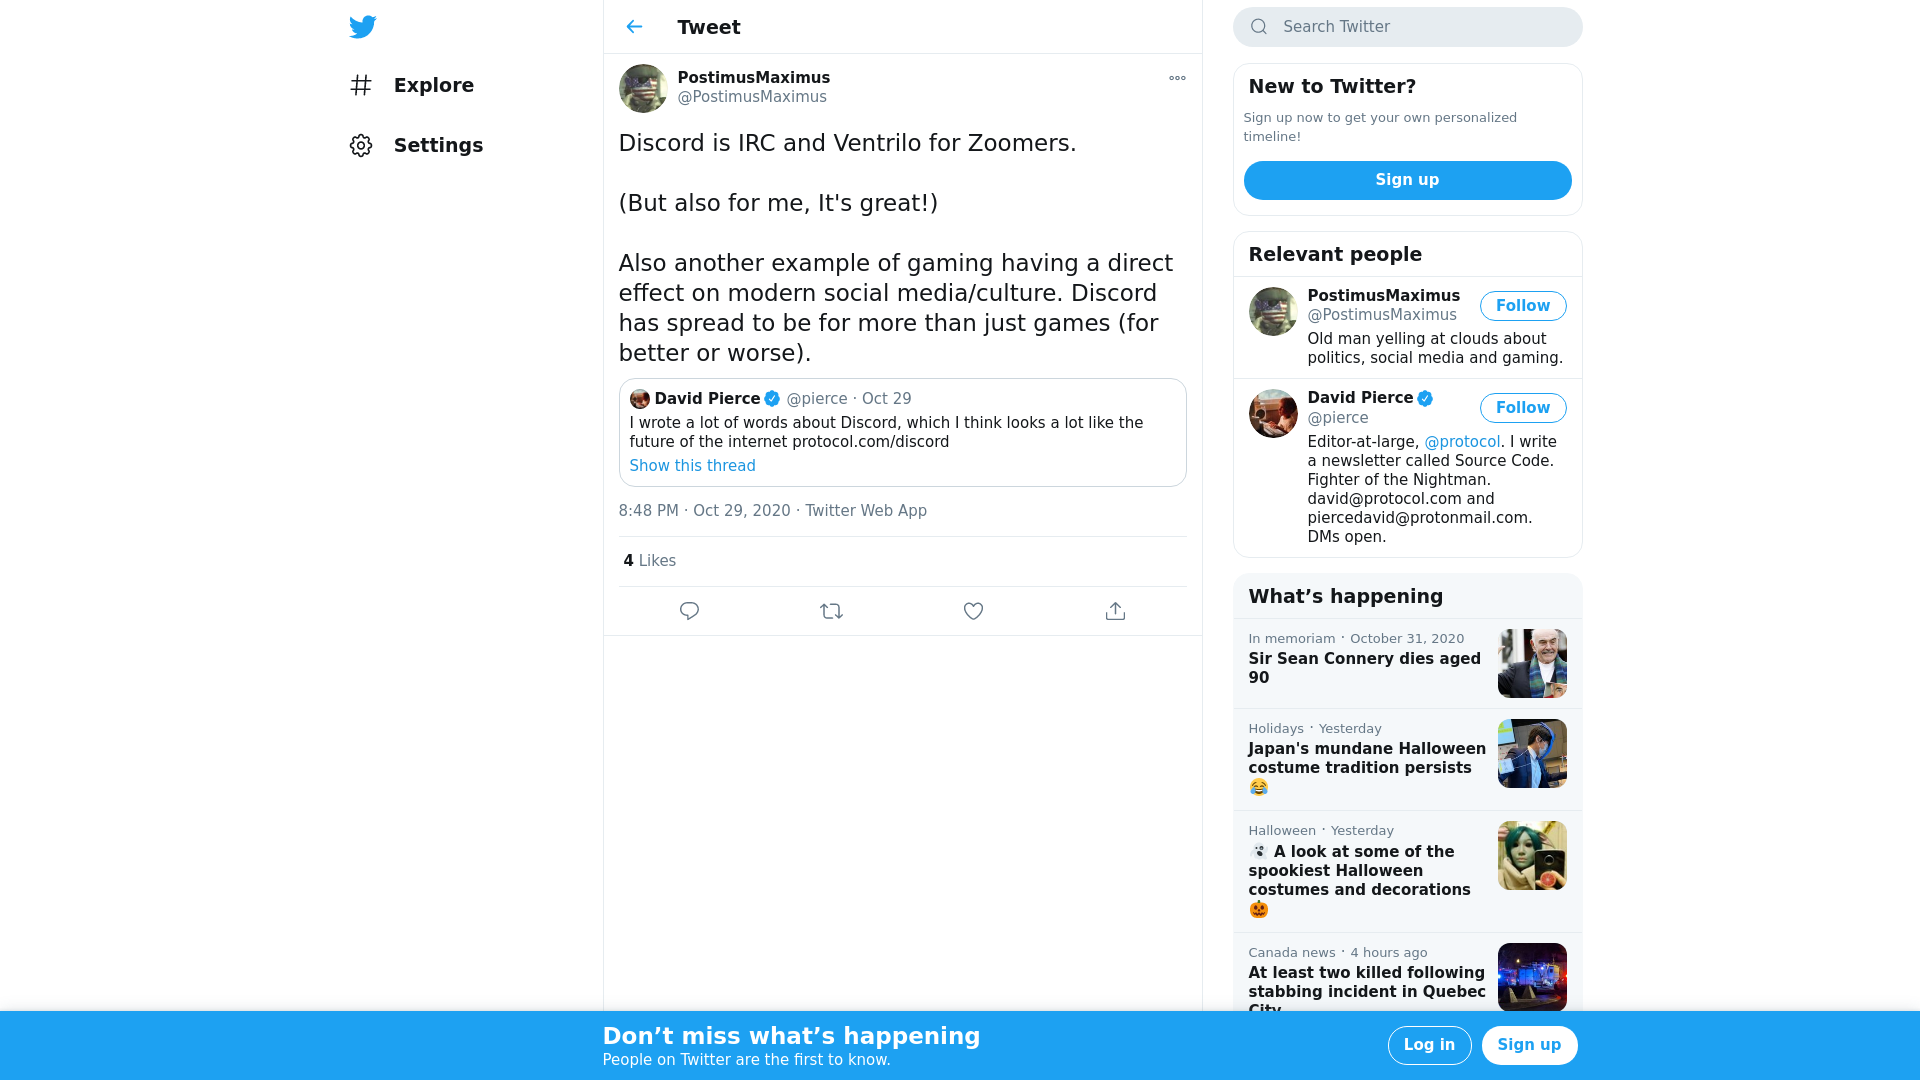 Explore
Settings
Tweet
PostimusMaximus
@PostimusMaximus
Discord is IRC and Ventrilo for Zoomers.
(But also for me, It's great!)
Also another example of gaming having a direct
effect on modern social media/culture. Discord
has spread to be for more than just games (for
better or worse).
David Pierce @pierce · Oct 29
I wrote a lot of words about Discord, which I think looks a lot like the
future of the internet protocol.com/discord
Show this thread
8:48 PM · Oct 29, 2020 · Twitter Web App
4 Likes
Search Twitter
New to Twitter?
Sign up now to get your own personalized
timeline!
Sign up
Relevant people
PostimusMaximus
@PostimusMaximus
Follow
Old man yelling at clouds about
politics, social media and gaming.
David Pierce
@pierce
Follow
Editor-at-large, @protocol. I write
a newsletter called Source Code.
Fighter of the Nightman.
david@protocol.com and
piercedavid@protonmail.com.
DMs open.
What’s happening
In memoriam · October 31, 2020
Sir Sean Connery dies aged
90
Holidays · Yesterday
Japan's mundane Halloween
costume tradition persists
😂
Halloween · Yesterday
👻 A look at some of the
spookiest Halloween
costumes and decorations
🎃
Canada news · 4 hours ago
At least two killed following
stabbing incident in Quebec
City
Don’t miss what’s happening
People on Twitter are the first to know.
Log in
Sign up